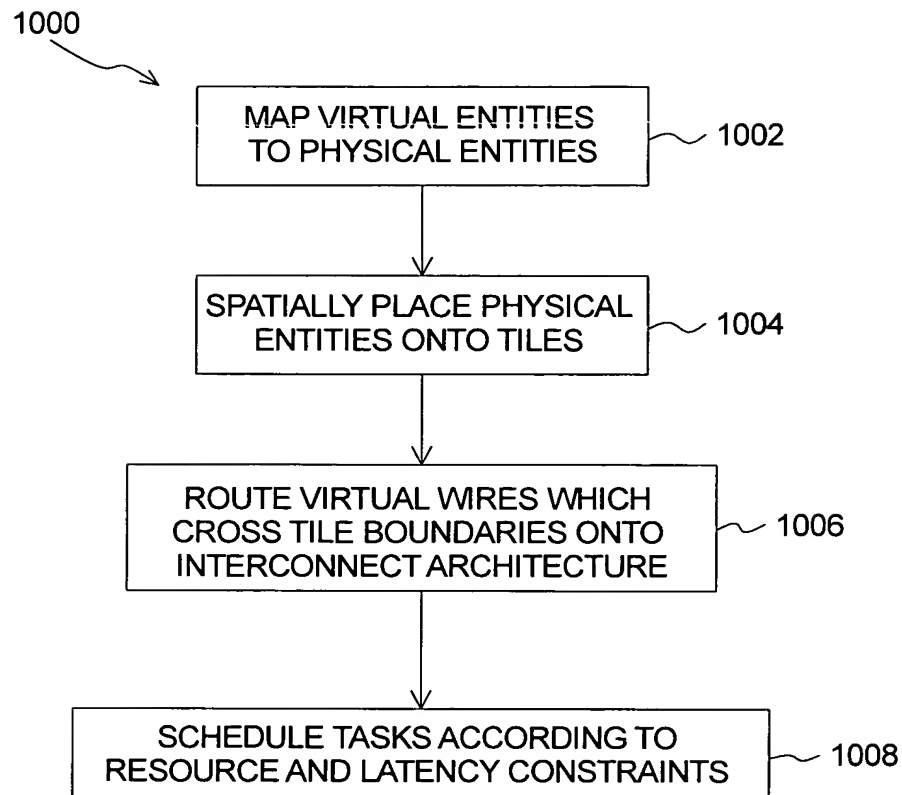 1000
MAP VIRTUAL ENTITIES
TO PHYSICAL ENTITIES
1002
SPATIALLY PLACE PHYSICAL
ENTITIES ONTO TILES
1004
ROUTE VIRTUAL WIRES WHICH
CROSS TILE BOUNDARIES ONTO
INTERCONNECT ARCHITECTURE
1006
SCHEDULE TASKS ACCORDING TO
RESOURCE AND LATENCY CONSTRAINTS
1008